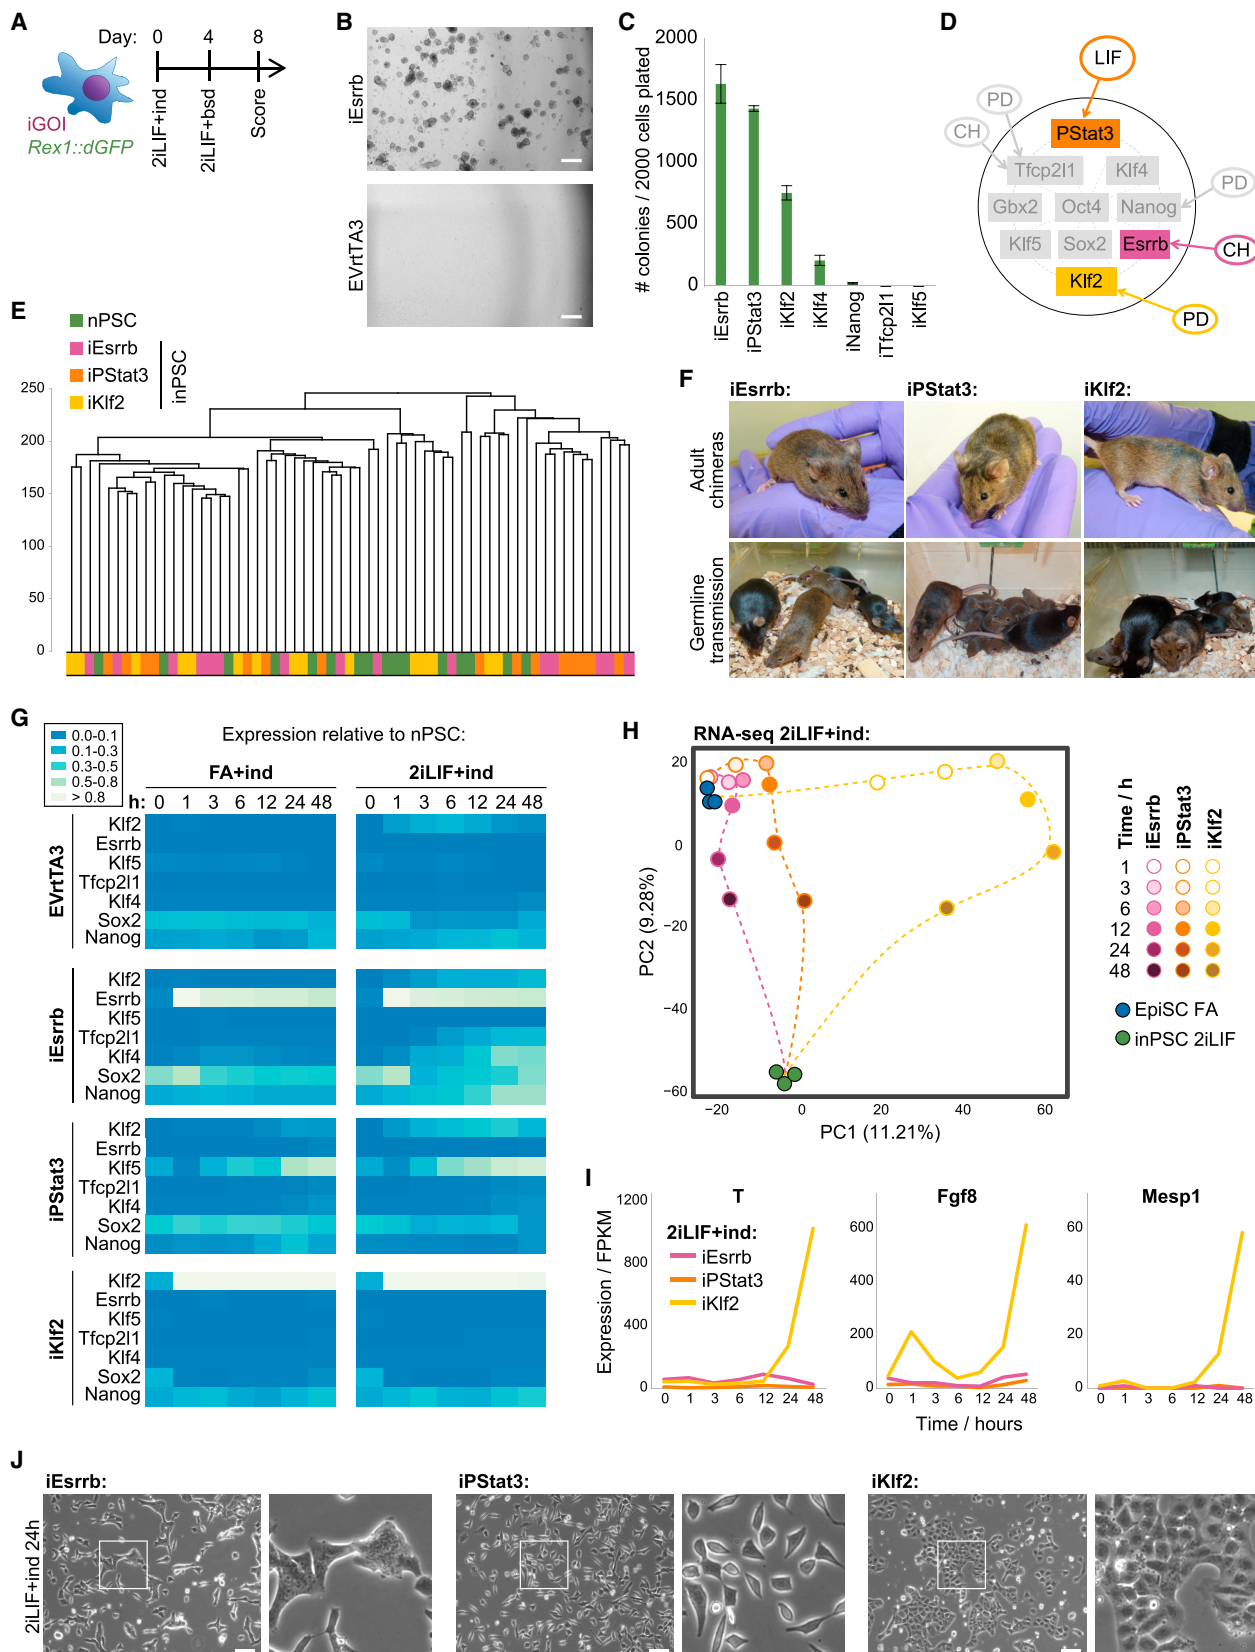 A
Day: 0 4 8
iGOI
Rex1::dGFP
2iLIF+ind
2iLIF+bsd
Score
B
iEsrrb
EVrtTA3
C
# colonies / 2000 cells plated
2000
1500
1000
500
0
iEsrrb
iPStat3
iKlf2
iKlf4
iNanog
iTfcp2l1
iKlf5
D
LIF
PD
CH
PStat3
Tfcp2l1 Klf4
PD
Gbx2 Oct4 Nanog
Klf5 Sox2 Esrrb
CH
Klf2
PD
E
nPSC
iEsrrb
iPStat3
iKlf2
inPSC
250
200
150
100
50
0
F
iEsrrb: iPStat3: iKlf2:
Adult chimeras
Germline transmission
G
0.0-0.1
0.1-0.3
0.3-0.5
0.5-0.8
> 0.8
Expression relative to nPSC:
FA+ind 2iLIF+ind
h: 0 1 3 6 12 24 48 0 1 3 6 12 24 48
EVrtTA3
Klf2
Esrrb
Klf5
Tfcp2l1
Klf4
Sox2
Nanog
iEsrrb
Klf2
Esrrb
Klf5
Tfcp2l1
Klf4
Sox2
Nanog
iPStat3
Klf2
Esrrb
Klf5
Tfcp2l1
Klf4
Sox2
Nanog
iKlf2
Klf2
Esrrb
Klf5
Tfcp2l1
Klf4
Sox2
Nanog
H
RNA-seq 2iLIF+ind:
20
0
−20
−40
−60
PC2 (9.28%)
−20 0 20 40 60
PC1 (11.21%)
Time / h
iEsrrb
iPStat3
iKlf2
1
3
6
12
24
48
EpiSC FA
inPSC 2iLIF
I
T Fgf8 Mesp1
Expression / FPKM
1200
800
400
0
2iLIF+ind:
iEsrrb
iPStat3
iKlf2
600
400
200
0
60
40
20
0
0 1 3 6 12 24 48 0 1 3 6 12 24 48 0 1 3 6 12 24 48
Time / hours
J
iEsrrb: iPStat3: iKlf2:
2iLIF+ind 24h